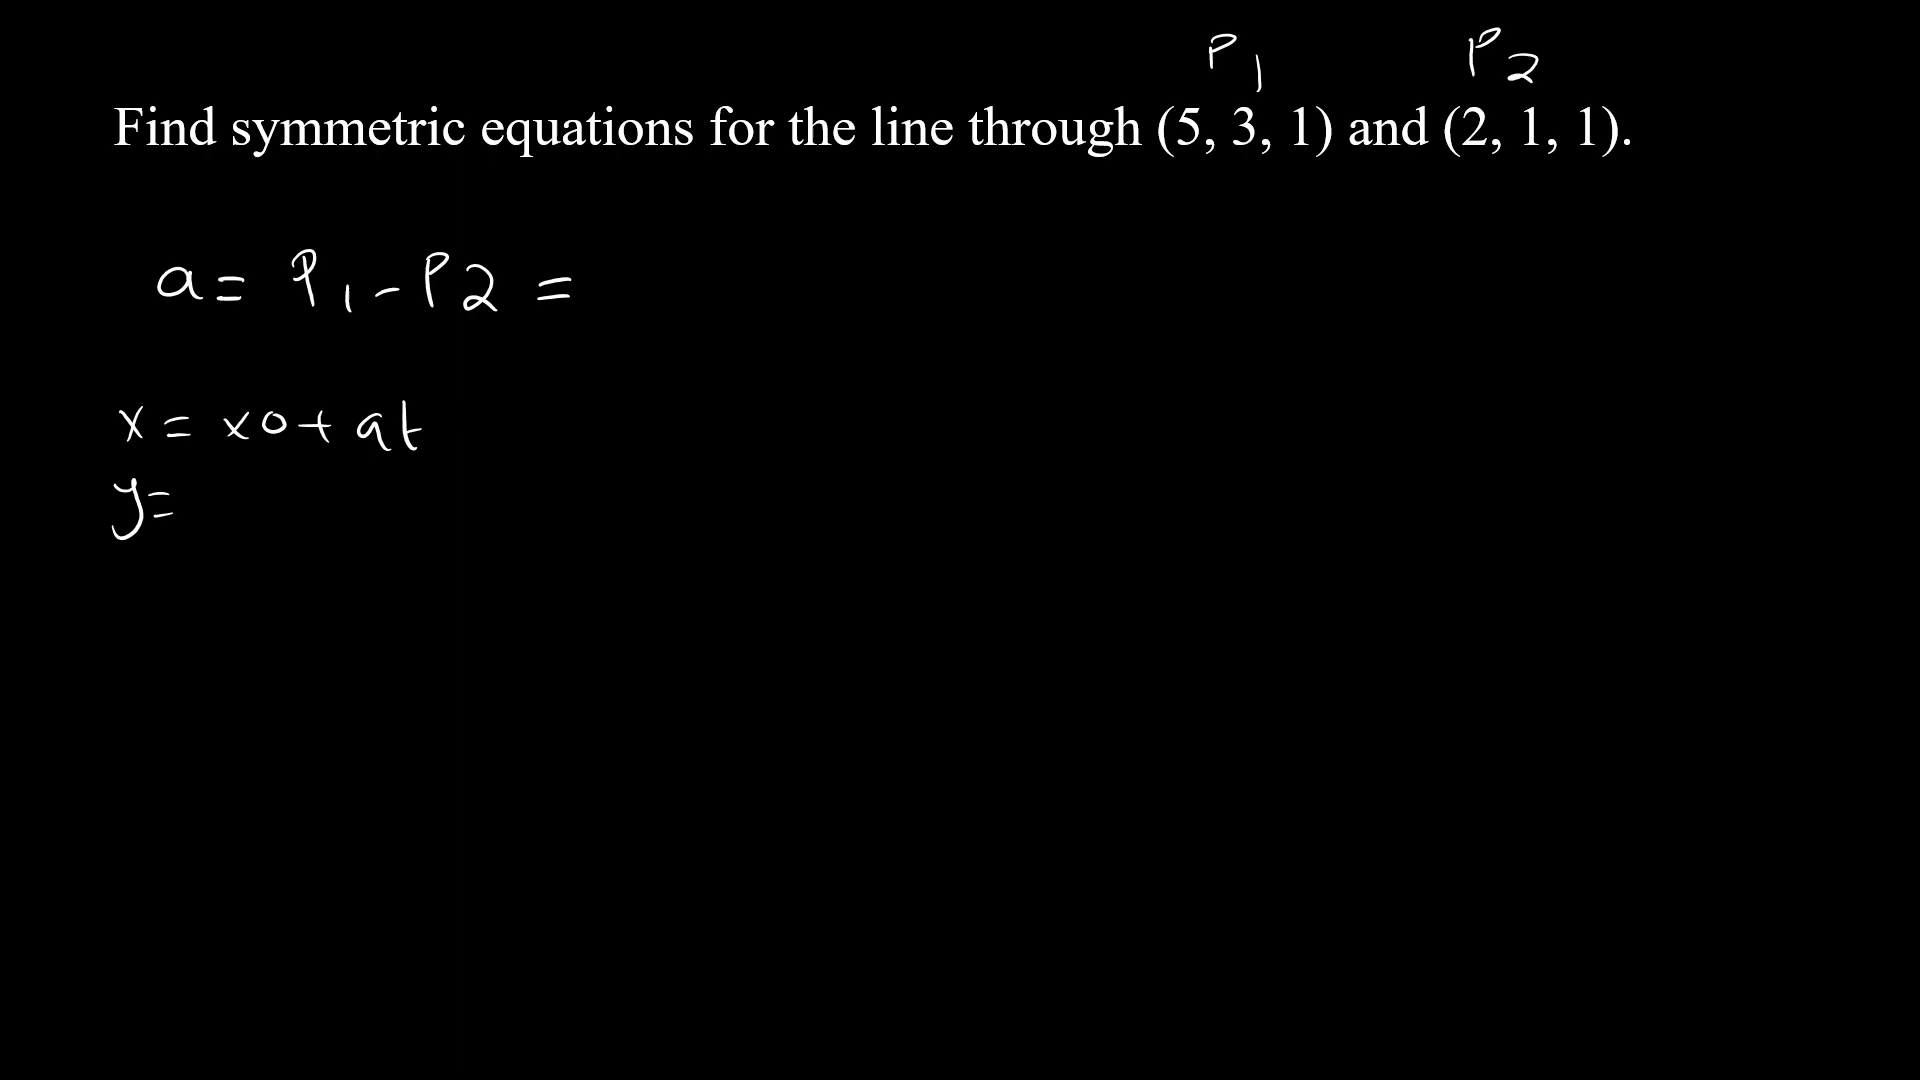 P1 P2
Find symmetric equations for the line through (5, 3, 1) and (2, 1, 1).
a = P1 - P2 =
x = x0 + at
y =